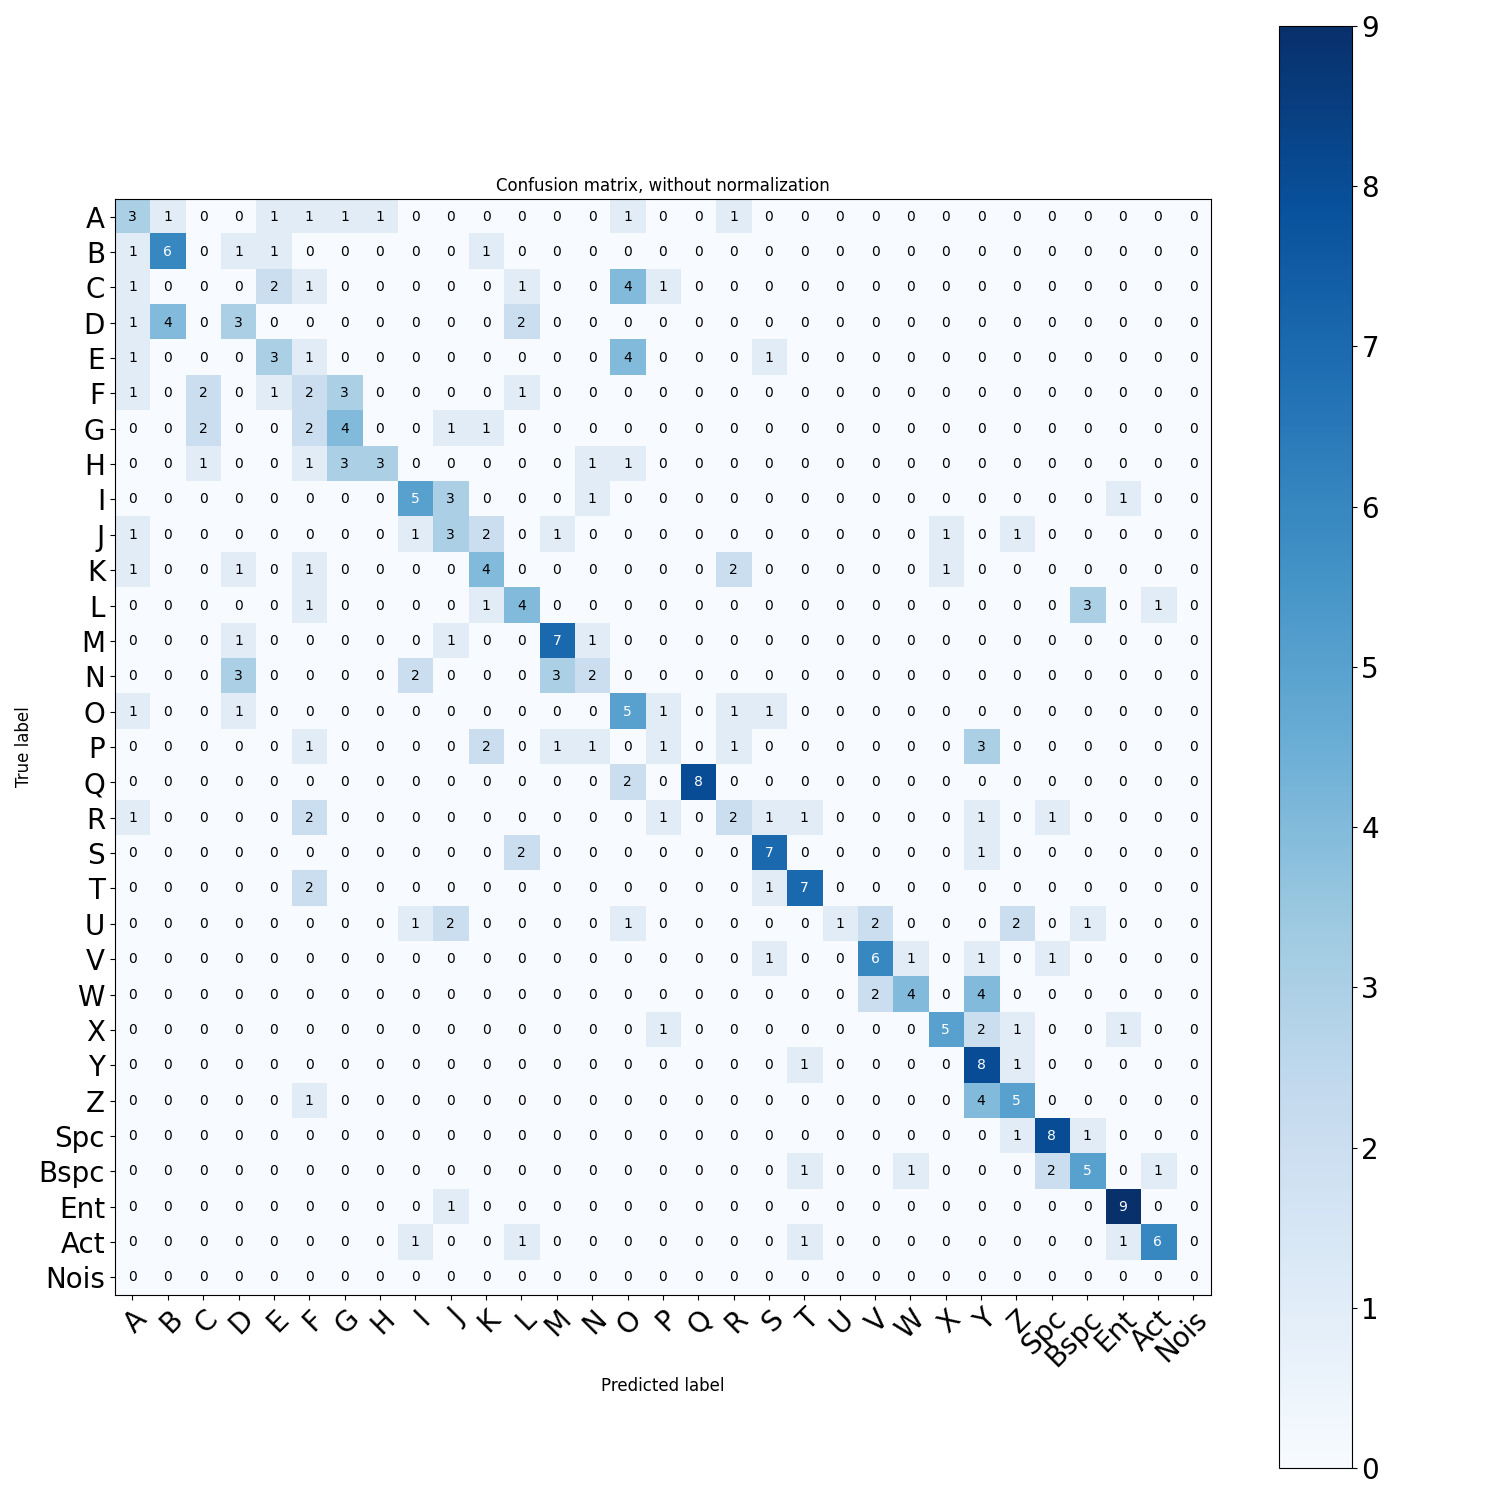 Confusion matrix, without normalization
A 3 1 0 0 1 1 1 1 0 0 0 0 0 0 1 0 0 1 0 0 0 0 0 0 0 0 0 0 0 0 0
B 1 6 0 1 1 0 0 0 0 0 1 0 0 0 0 0 0 0 0 0 0 0 0 0 0 0 0 0 0 0 0
C 1 0 0 0 2 1 0 0 0 0 0 1 0 0 4 1 0 0 0 0 0 0 0 0 0 0 0 0 0 0 0
D 1 4 0 3 0 0 0 0 0 0 0 2 0 0 0 0 0 0 0 0 0 0 0 0 0 0 0 0 0 0 0
E 1 0 0 0 3 1 0 0 0 0 0 0 0 0 4 0 0 0 1 0 0 0 0 0 0 0 0 0 0 0 0
F 1 0 2 0 1 2 3 0 0 0 0 1 0 0 0 0 0 0 0 0 0 0 0 0 0 0 0 0 0 0 0
G 0 0 2 0 0 2 4 0 0 1 1 0 0 0 0 0 0 0 0 0 0 0 0 0 0 0 0 0 0 0 0
H 0 0 1 0 0 1 3 3 0 0 0 0 0 1 1 0 0 0 0 0 0 0 0 0 0 0 0 0 0 0 0
I 0 0 0 0 0 0 0 0 5 3 0 0 0 1 0 0 0 0 0 0 0 0 0 0 0 0 0 0 1 0 0
J 1 0 0 0 0 0 0 0 1 3 2 0 1 0 0 0 0 0 0 0 0 0 0 1 0 1 0 0 0 0 0
K 1 0 0 1 0 1 0 0 0 0 4 0 0 0 0 0 0 2 0 0 0 0 0 1 0 0 0 0 0 0 0
L 0 0 0 0 0 1 0 0 0 0 1 4 0 0 0 0 0 0 0 0 0 0 0 0 0 0 0 3 0 1 0
M 0 0 0 1 0 0 0 0 0 1 0 0 7 1 0 0 0 0 0 0 0 0 0 0 0 0 0 0 0 0 0
N 0 0 0 3 0 0 0 0 2 0 0 0 3 2 0 0 0 0 0 0 0 0 0 0 0 0 0 0 0 0 0
O 1 0 0 1 0 0 0 0 0 0 0 0 0 0 5 1 0 1 1 0 0 0 0 0 0 0 0 0 0 0 0
P 0 0 0 0 0 1 0 0 0 0 2 0 1 1 0 1 0 1 0 0 0 0 0 0 3 0 0 0 0 0 0
Q 0 0 0 0 0 0 0 0 0 0 0 0 0 0 2 0 8 0 0 0 0 0 0 0 0 0 0 0 0 0 0
R 1 0 0 0 0 2 0 0 0 0 0 0 0 0 0 1 0 2 1 1 0 0 0 0 1 0 1 0 0 0 0
S 0 0 0 0 0 0 0 0 0 0 0 2 0 0 0 0 0 0 7 0 0 0 0 0 1 0 0 0 0 0 0
T 0 0 0 0 0 2 0 0 0 0 0 0 0 0 0 0 0 0 1 7 0 0 0 0 0 0 0 0 0 0 0
U 0 0 0 0 0 0 0 0 1 2 0 0 0 0 1 0 0 0 0 0 1 2 0 0 0 2 0 1 0 0 0
V 0 0 0 0 0 0 0 0 0 0 0 0 0 0 0 0 0 0 1 0 0 6 1 0 1 0 1 0 0 0 0
W 0 0 0 0 0 0 0 0 0 0 0 0 0 0 0 0 0 0 0 0 0 2 4 0 4 0 0 0 0 0 0
X 0 0 0 0 0 0 0 0 0 0 0 0 0 0 0 1 0 0 0 0 0 0 0 5 2 1 0 0 1 0 0
Y 0 0 0 0 0 0 0 0 0 0 0 0 0 0 0 0 0 0 0 1 0 0 0 0 8 1 0 0 0 0 0
Z 0 0 0 0 0 1 0 0 0 0 0 0 0 0 0 0 0 0 0 0 0 0 0 0 4 5 0 0 0 0 0
Spc 0 0 0 0 0 0 0 0 0 0 0 0 0 0 0 0 0 0 0 0 0 0 0 0 0 1 8 1 0 0 0
Bspc 0 0 0 0 0 0 0 0 0 0 0 0 0 0 0 0 0 0 0 1 0 0 1 0 0 0 2 5 0 1 0
Ent 0 0 0 0 0 0 0 0 0 1 0 0 0 0 0 0 0 0 0 0 0 0 0 0 0 0 0 0 9 0 0
Act 0 0 0 0 0 0 0 0 1 0 0 1 0 0 0 0 0 0 0 1 0 0 0 0 0 0 0 0 1 6 0
Nois 0 0 0 0 0 0 0 0 0 0 0 0 0 0 0 0 0 0 0 0 0 0 0 0 0 0 0 0 0 0 0
A B C D E F G H I J K L M N O P Q R S T U V W X Y Z Spc Bspc Ent Act Nois
Predicted label
True label
9
8
7
6
5
4
3
2
1
0